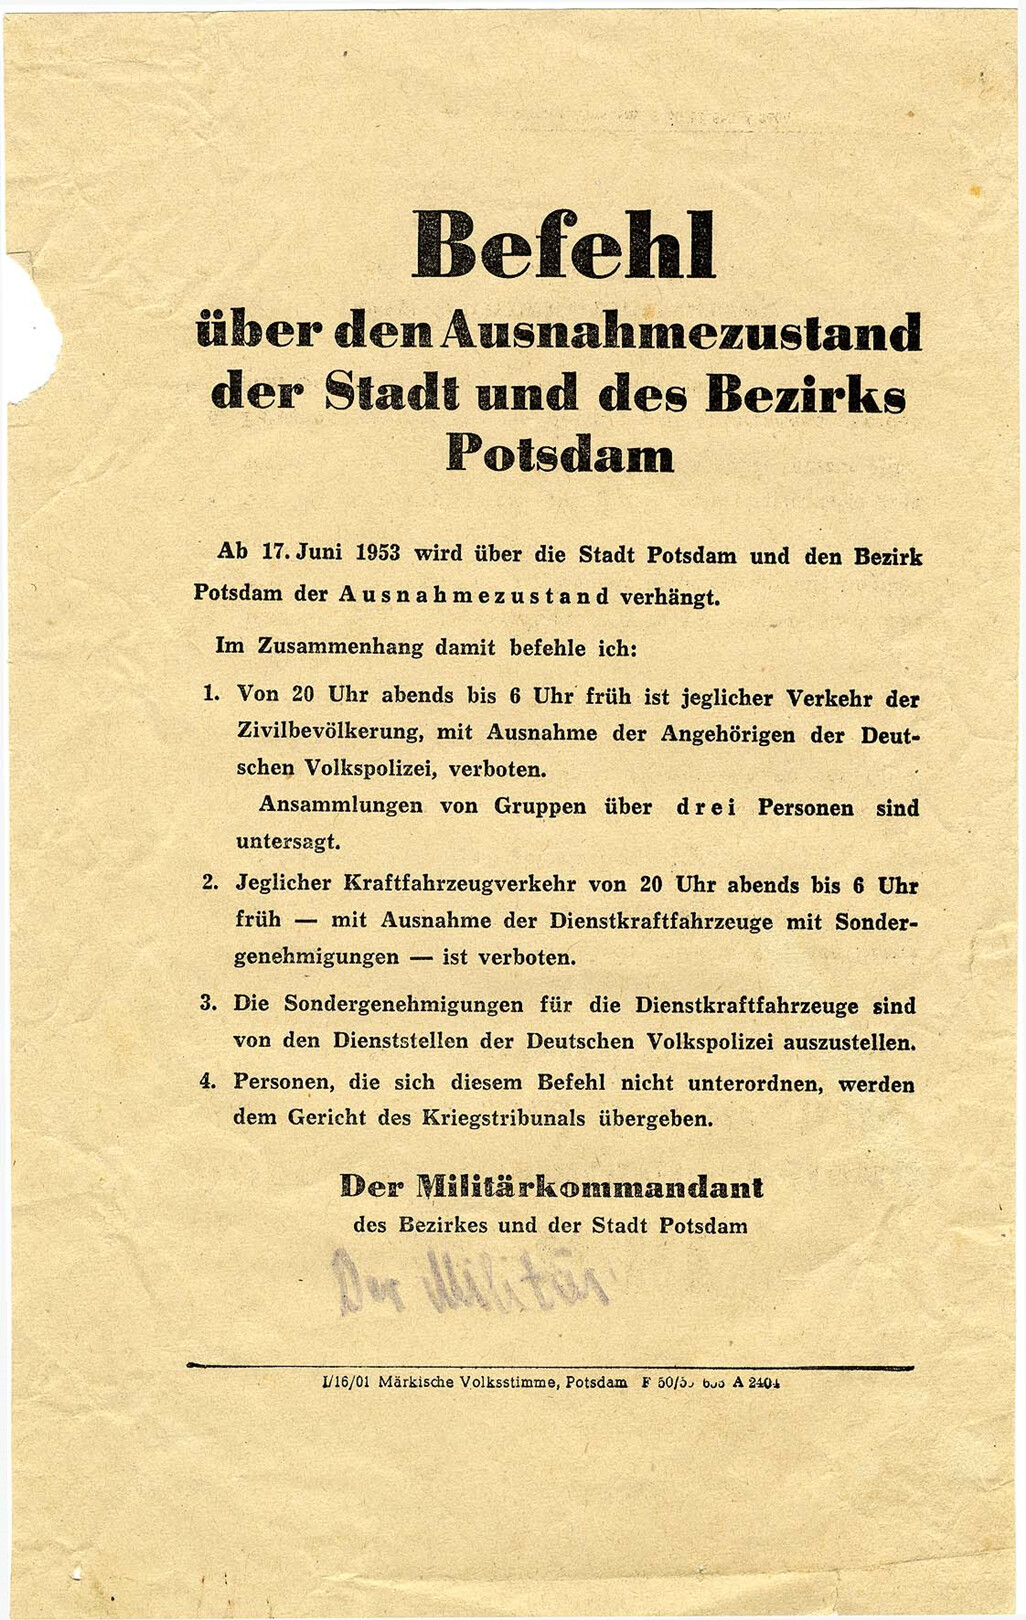 Befehl
über den Ausnahmezustand
der Stadt und des Bezirks
Potsdam
Ab 17. Juni 1953 wird über die Stadt Potsdam und den Bezirk
Potsdam der Ausnahmezustand verhängt.
Im Zusammenhang damit befehle ich:
1. Von 20 Uhr abends bis 6 Uhr früh ist jeglicher Verkehr der
Zivilbevölkerung, mit Ausnahme der Angehörigen der Deut-
schen Volkspolizei, verboten.
Ansammlungen von Gruppen über drei Personen sind
untersagt.
2. Jeglicher Kraftfahrzeugverkehr von 20 Uhr abends bis 6 Uhr
früh — mit Ausnahme der Dienstkraftfahrzeuge mit Sonder-
genehmigungen — ist verboten.
3. Die Sondergenehmigungen für die Dienstkraftfahrzeuge sind
von den Dienststellen der Deutschen Volkspolizei auszustellen.
4. Personen, die sich diesem Befehl nicht unterordnen, werden
dem Gericht des Kriegstribunals übergeben.
Der Militärkommandant
des Bezirkes und der Stadt Potsdam
Der Militär
I/16/01 Märkische Volksstimme, Potsdam F A 2404